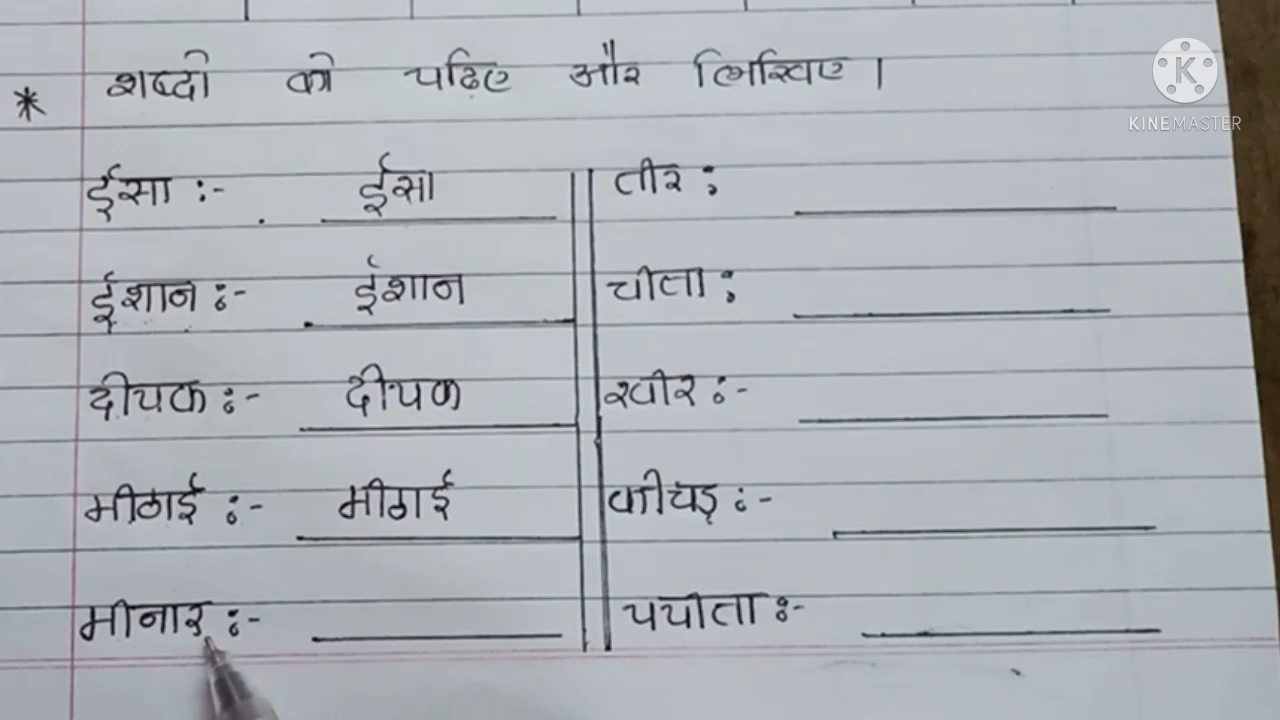 * शब्दो को पढिए और लिखिए।
KINEMASTER
ईसा :- ईसा
तीर :
ईशान :- ईशान
चीता :
दीपक :- दीपक
खीर :-
मीठाई :- मीठाई
कीचड़ :-
मीनार :-
पपीता :-